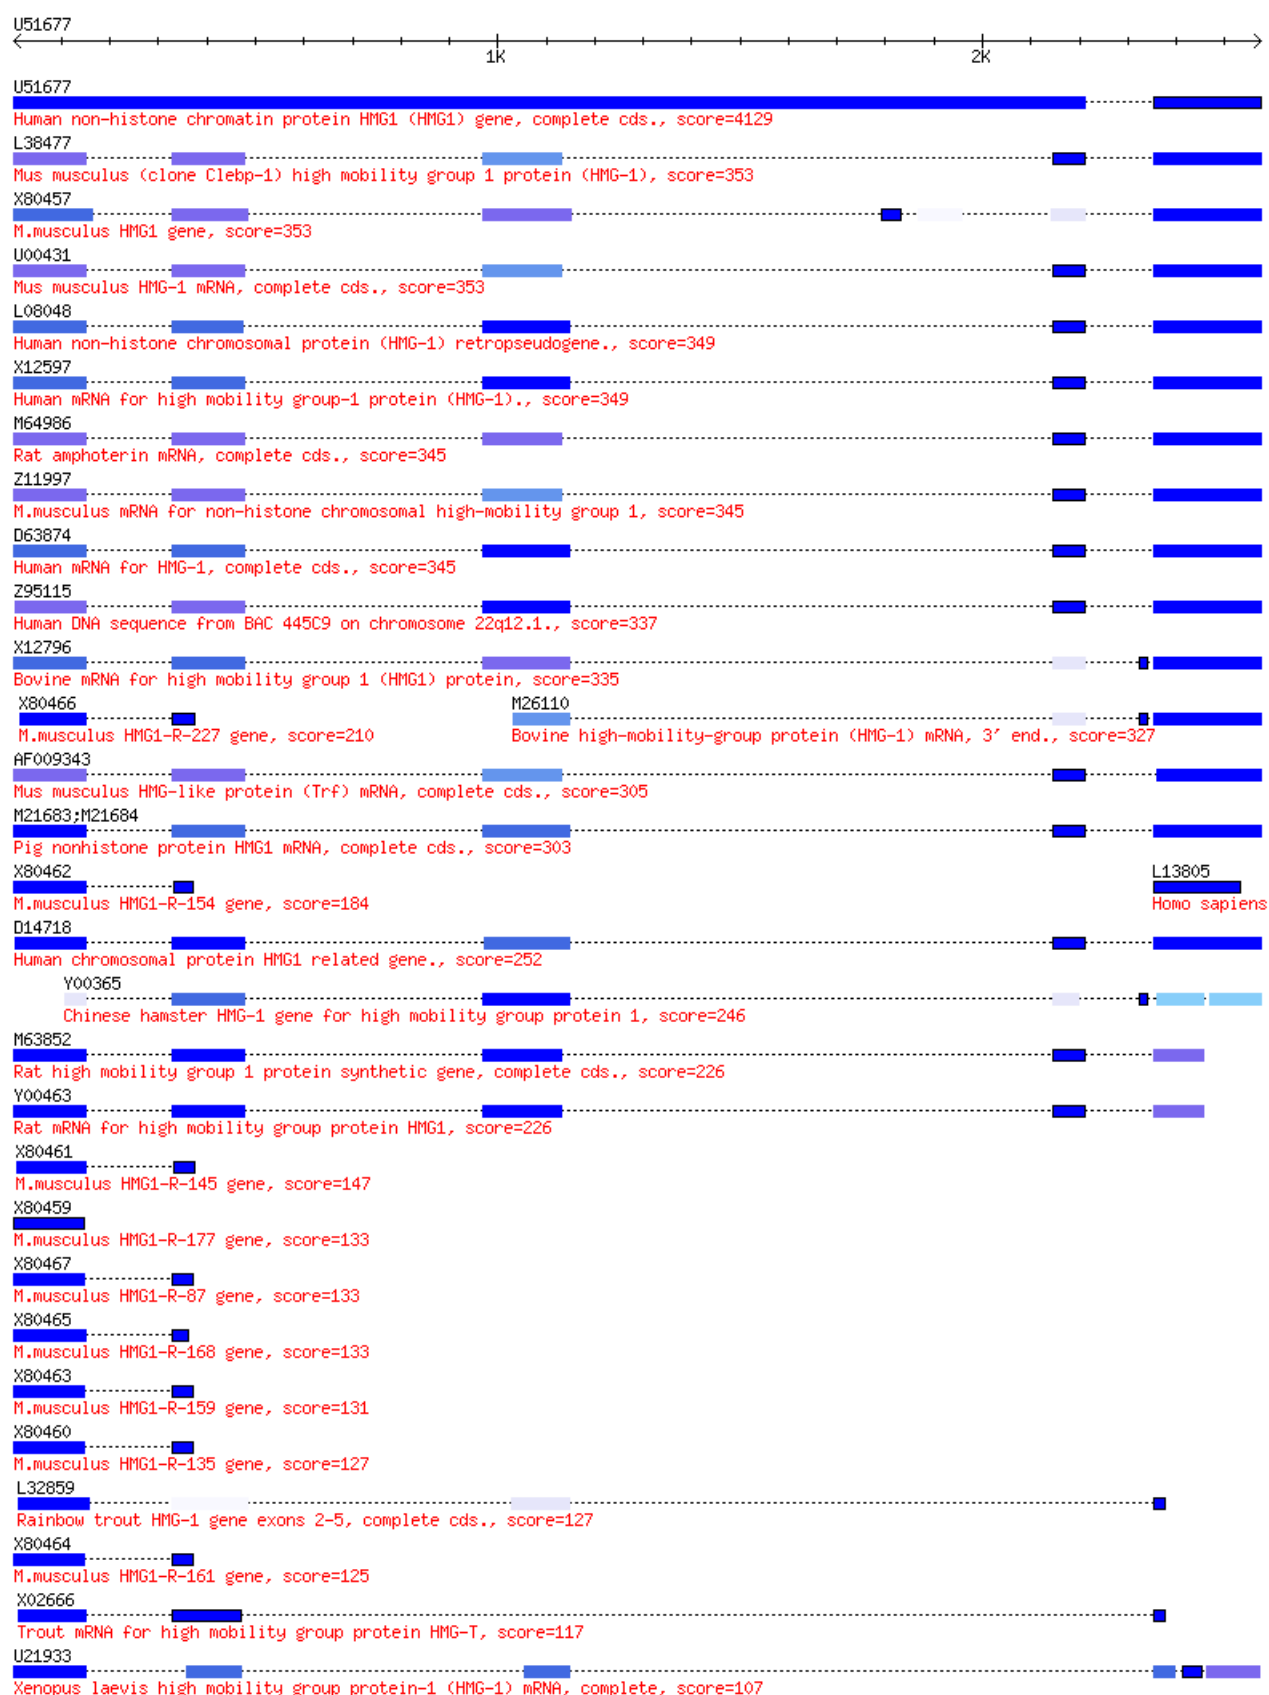 U51677
1K 2K
U51677
Human non-histone chromatin protein HMG1 (HMG1) gene, complete cds., score=4129
L38477
Mus musculus (clone Clebp-1) high mobility group 1 protein (HMG-1), score=353
X80457
M.musculus HMG1 gene, score=353
U00431
Mus musculus HMG-1 mRNA, complete cds., score=353
L08048
Human non-histone chromosomal protein (HMG-1) retropseudogene., score=349
X12597
Human mRNA for high mobility group-1 protein (HMG-1)., score=349
M64986
Rat amphoterin mRNA, complete cds., score=345
Z11997
M.musculus mRNA for non-histone chromosomal high-mobility group 1, score=345
D63874
Human mRNA for HMG-1, complete cds., score=345
Z95115
Human DNA sequence from BAC 445C9 on chromosome 22q12.1., score=337
X12796
Bovine mRNA for high mobility group 1 (HMG1) protein, score=335
X80466 M26110
M.musculus HMG1-R-227 gene, score=210 Bovine high-mobility-group protein (HMG-1) mRNA, 3' end., score=327
AF009343
Mus musculus HMG-like protein (Trf) mRNA, complete cds., score=305
M21683;M21684
Pig nonhistone protein HMG1 mRNA, complete cds., score=303
X80462 L13805
M.musculus HMG1-R-154 gene, score=184 Homo sapiens
D14718
Human chromosomal protein HMG1 related gene., score=252
Y00365
Chinese hamster HMG-1 gene for high mobility group protein 1, score=246
M63852
Rat high mobility group 1 protein synthetic gene, complete cds., score=226
Y00463
Rat mRNA for high mobility group protein HMG1, score=226
X80461
M.musculus HMG1-R-145 gene, score=147
X80459
M.musculus HMG1-R-177 gene, score=133
X80467
M.musculus HMG1-R-87 gene, score=133
X80465
M.musculus HMG1-R-168 gene, score=133
X80463
M.musculus HMG1-R-159 gene, score=131
X80460
M.musculus HMG1-R-135 gene, score=127
L32859
Rainbow trout HMG-1 gene exons 2-5, complete cds., score=127
X80464
M.musculus HMG1-R-161 gene, score=125
X02666
Trout mRNA for high mobility group protein HMG-T, score=117
U21933
Xenopus laevis high mobility group protein-1 (HMG-1) mRNA, complete, score=107